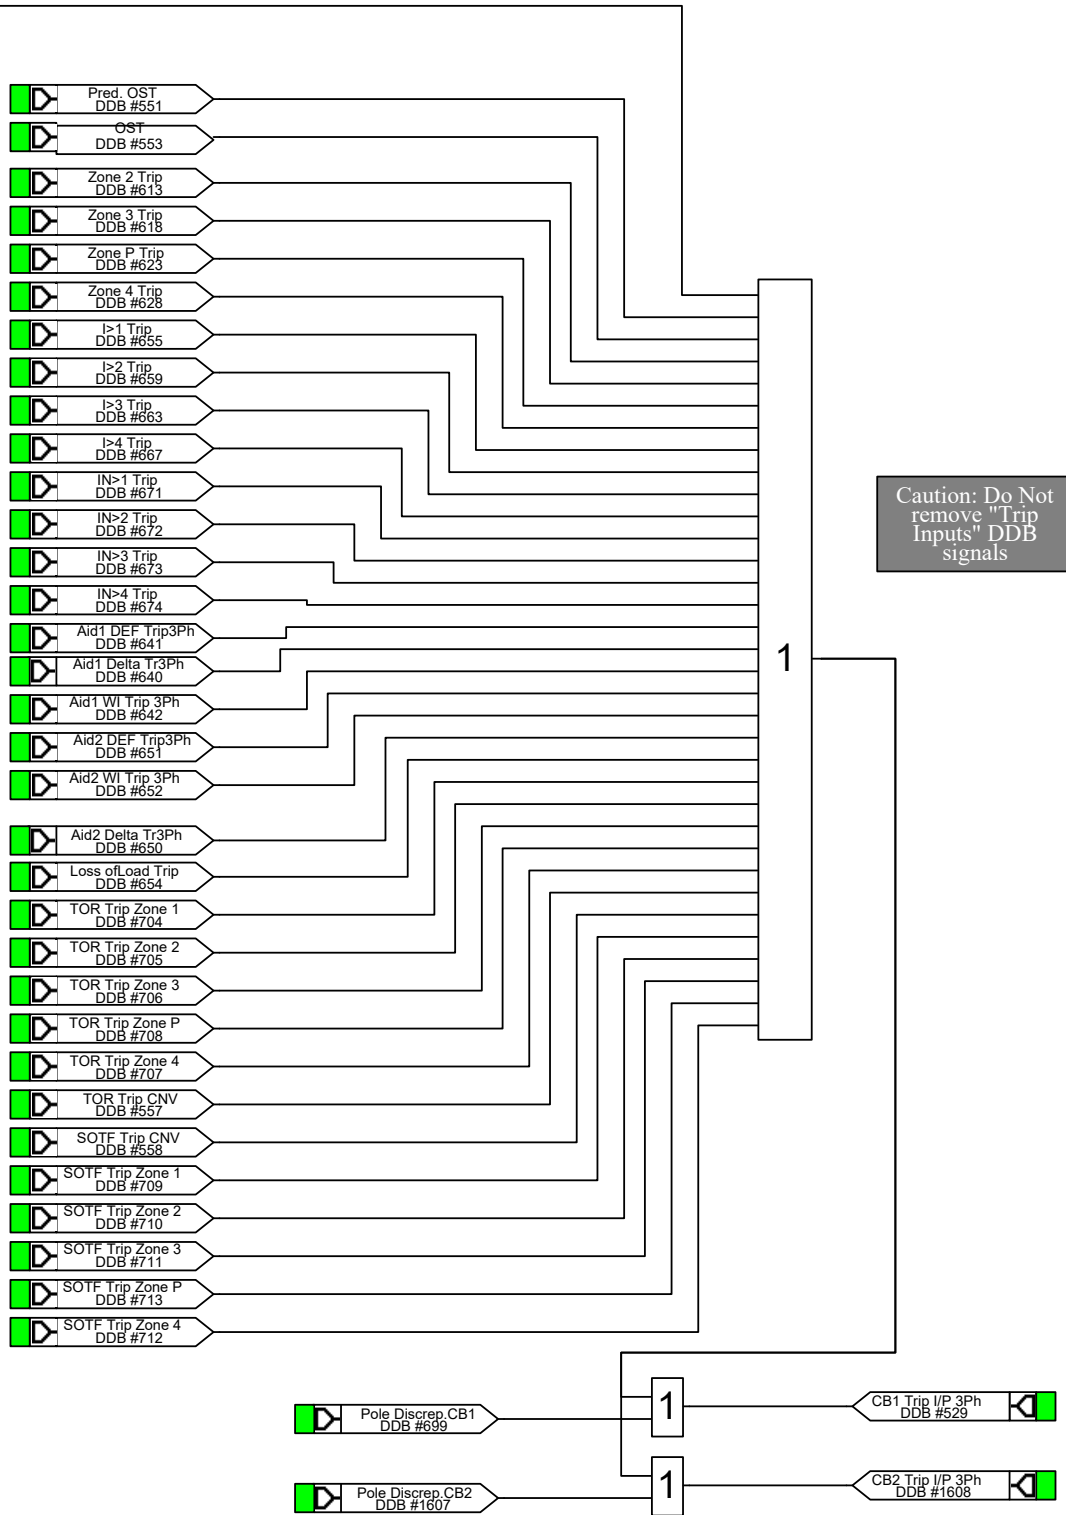 Pred. OST
DDB #551
OST
DDB #553
Zone 2 Trip
DDB #613
Zone 3 Trip
DDB #618
Zone P Trip
DDB #623
Zone 4 Trip
DDB #628
I>1 Trip
DDB #655
I>2 Trip
DDB #659
I>3 Trip
DDB #663
I>4 Trip
DDB #667
IN>1 Trip
DDB #671
IN>2 Trip
DDB #672
IN>3 Trip
DDB #673
IN>4 Trip
DDB #674
Aid1 DEF Trip3Ph
DDB #641
Aid1 Delta Tr3Ph
DDB #640
Aid1 WI Trip 3Ph
DDB #642
Aid2 DEF Trip3Ph
DDB #651
Aid2 WI Trip 3Ph
DDB #652
Aid2 Delta Tr3Ph
DDB #650
Loss ofLoad Trip
DDB #654
TOR Trip Zone 1
DDB #704
TOR Trip Zone 2
DDB #705
TOR Trip Zone 3
DDB #706
TOR Trip Zone P
DDB #708
TOR Trip Zone 4
DDB #707
TOR Trip CNV
DDB #557
SOTF Trip CNV
DDB #558
SOTF Trip Zone 1
DDB #709
SOTF Trip Zone 2
DDB #710
SOTF Trip Zone 3
DDB #711
SOTF Trip Zone P
DDB #713
SOTF Trip Zone 4
DDB #712
1
Caution: Do Not
remove "Trip
Inputs" DDB
signals
Pole Discrep.CB1
DDB #699
1
CB1 Trip I/P 3Ph
DDB #529
Pole Discrep.CB2
DDB #1607
1
CB2 Trip I/P 3Ph
DDB #1608